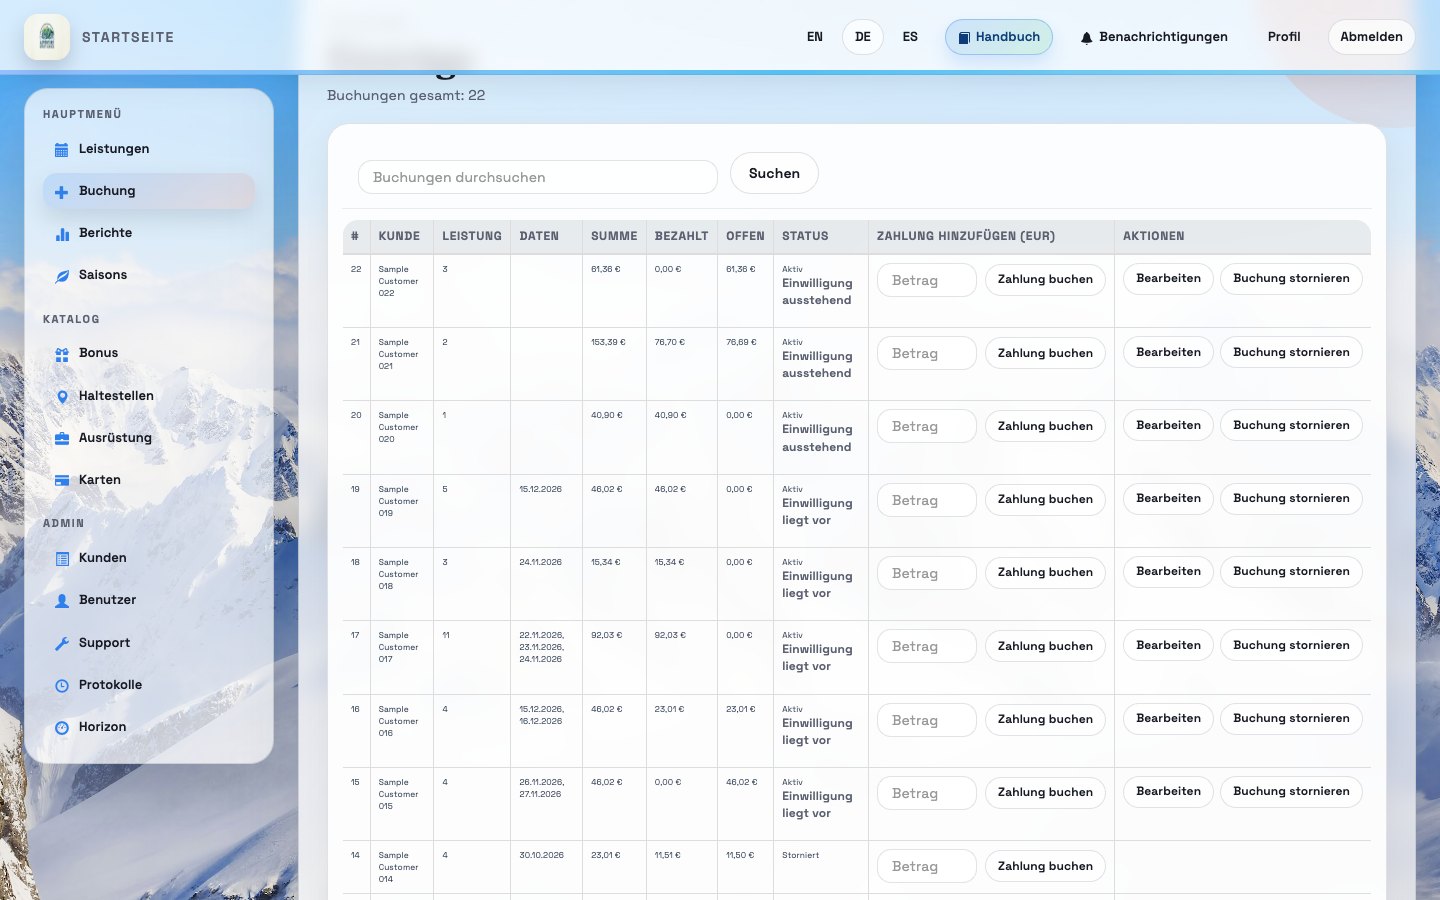 STARTSEITE
EN DE ES Handbuch Benachrichtigungen Profil Abmelden
HAUPTMENÜ
Leistungen
Buchung
Berichte
Saisons
KATALOG
Bonus
Haltestellen
Ausrüstung
Karten
ADMIN
Kunden
Benutzer
Support
Protokolle
Horizon
Buchungen gesamt: 22
Buchungen durchsuchen Suchen
# KUNDE LEISTUNG DATEN SUMME BEZAHLT OFFEN STATUS ZAHLUNG HINZUFÜGEN (EUR) AKTIONEN
22 Sample 3 61,36 € 0,00 € 61,36 € Aktiv Betrag Zahlung buchen Bearbeiten Buchung stornieren
Customer Einwilligung
022 ausstehend
21 Sample 2 153,39 € 76,70 € 76,69 € Aktiv Betrag Zahlung buchen Bearbeiten Buchung stornieren
Customer Einwilligung
021 ausstehend
20 Sample 1 40,90 € 40,90 € 0,00 € Aktiv Betrag Zahlung buchen Bearbeiten Buchung stornieren
Customer Einwilligung
020 ausstehend
19 Sample 5 15.12.2026 46,02 € 46,02 € 0,00 € Aktiv Betrag Zahlung buchen Bearbeiten Buchung stornieren
Customer Einwilligung
019 liegt vor
18 Sample 3 24.11.2026 15,34 € 15,34 € 0,00 € Aktiv Betrag Zahlung buchen Bearbeiten Buchung stornieren
Customer Einwilligung
018 liegt vor
17 Sample 11 22.11.2026, 92,03 € 92,03 € 0,00 € Aktiv Betrag Zahlung buchen Bearbeiten Buchung stornieren
Customer 23.11.2026, Einwilligung
017 24.11.2026 liegt vor
16 Sample 4 15.12.2026, 46,02 € 23,01 € 23,01 € Aktiv Betrag Zahlung buchen Bearbeiten Buchung stornieren
Customer 16.12.2026 Einwilligung
016 liegt vor
15 Sample 4 26.11.2026, 46,02 € 0,00 € 46,02 € Aktiv Betrag Zahlung buchen Bearbeiten Buchung stornieren
Customer 27.11.2026 Einwilligung
015 liegt vor
14 Sample 4 30.10.2026 23,01 € 11,51 € 11,50 € Storniert Betrag Zahlung buchen
Customer
014